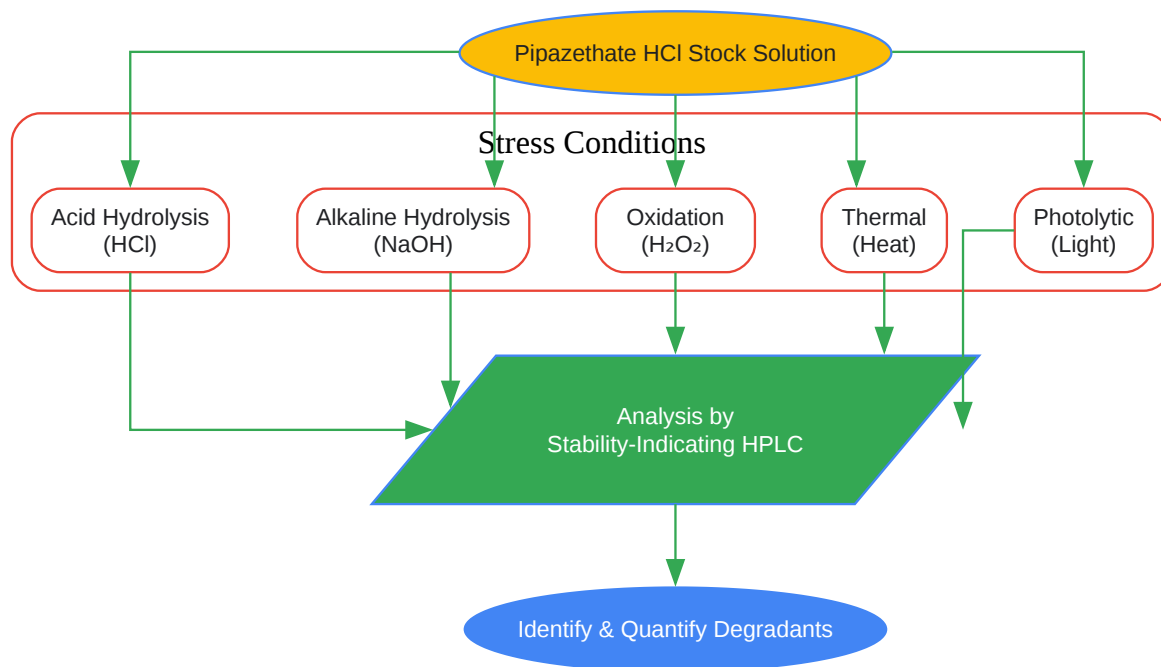 Pipazethate HCl Stock Solution
Stress Conditions
Acid Hydrolysis
(HCl)
Alkaline Hydrolysis
(NaOH)
Oxidation
(H₂O₂)
Thermal
(Heat)
Photolytic
(Light)
Analysis by
Stability-Indicating HPLC
Identify & Quantify Degradants